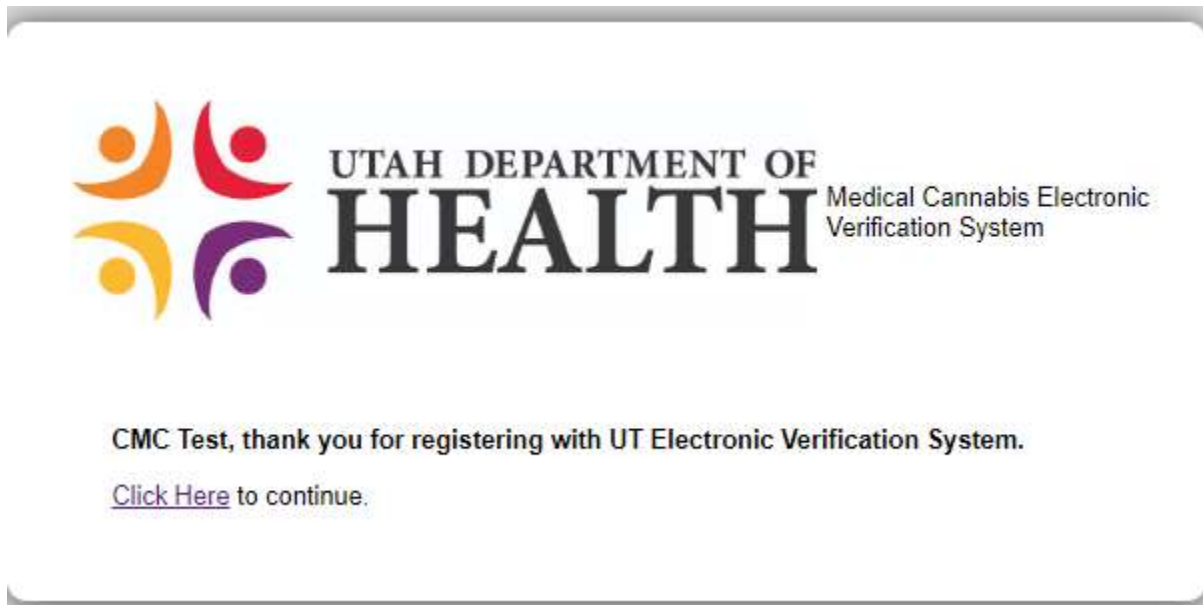 UTAH DEPARTMENT OF
HEALTH
Medical Cannabis Electronic
Verification System
CMC Test, thank you for registering with UT Electronic Verification System.
Click Here to continue.